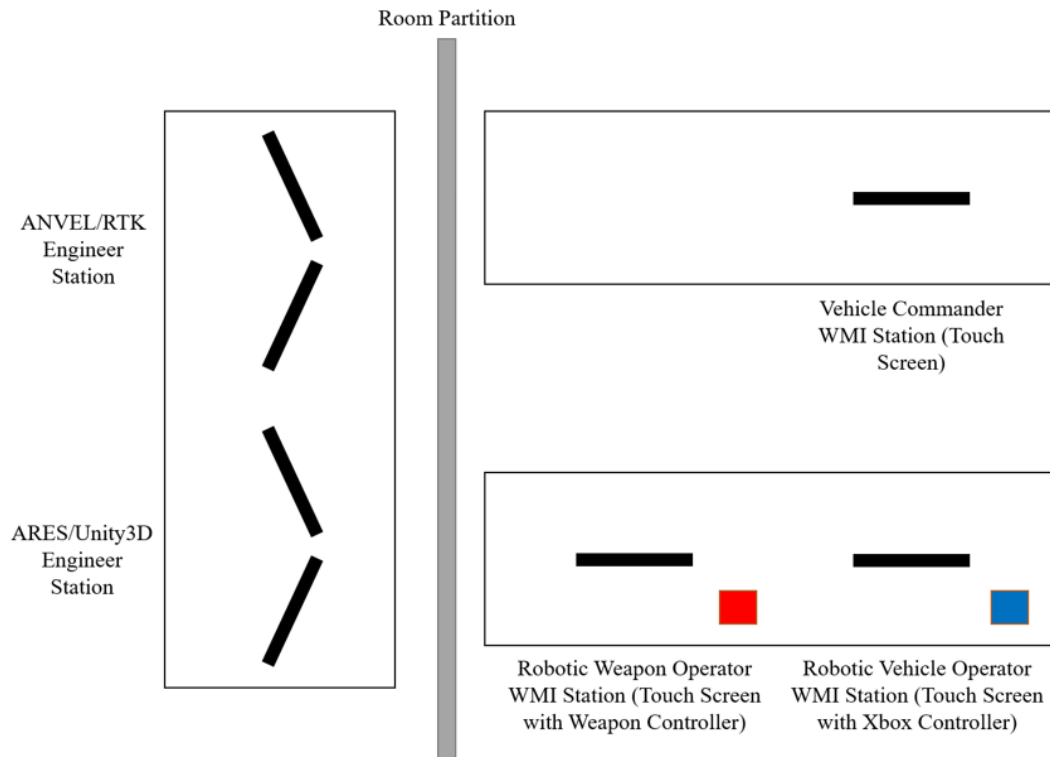 Room Partition
ANVEL/RTK
Engineer
Station
Vehicle Commander
WMI Station (Touch
Screen)
ARES/Unity3D
Engineer
Station
Robotic Weapon Operator
WMI Station (Touch Screen
with Weapon Controller)
Robotic Vehicle Operator
WMI Station (Touch Screen
with Xbox Controller)